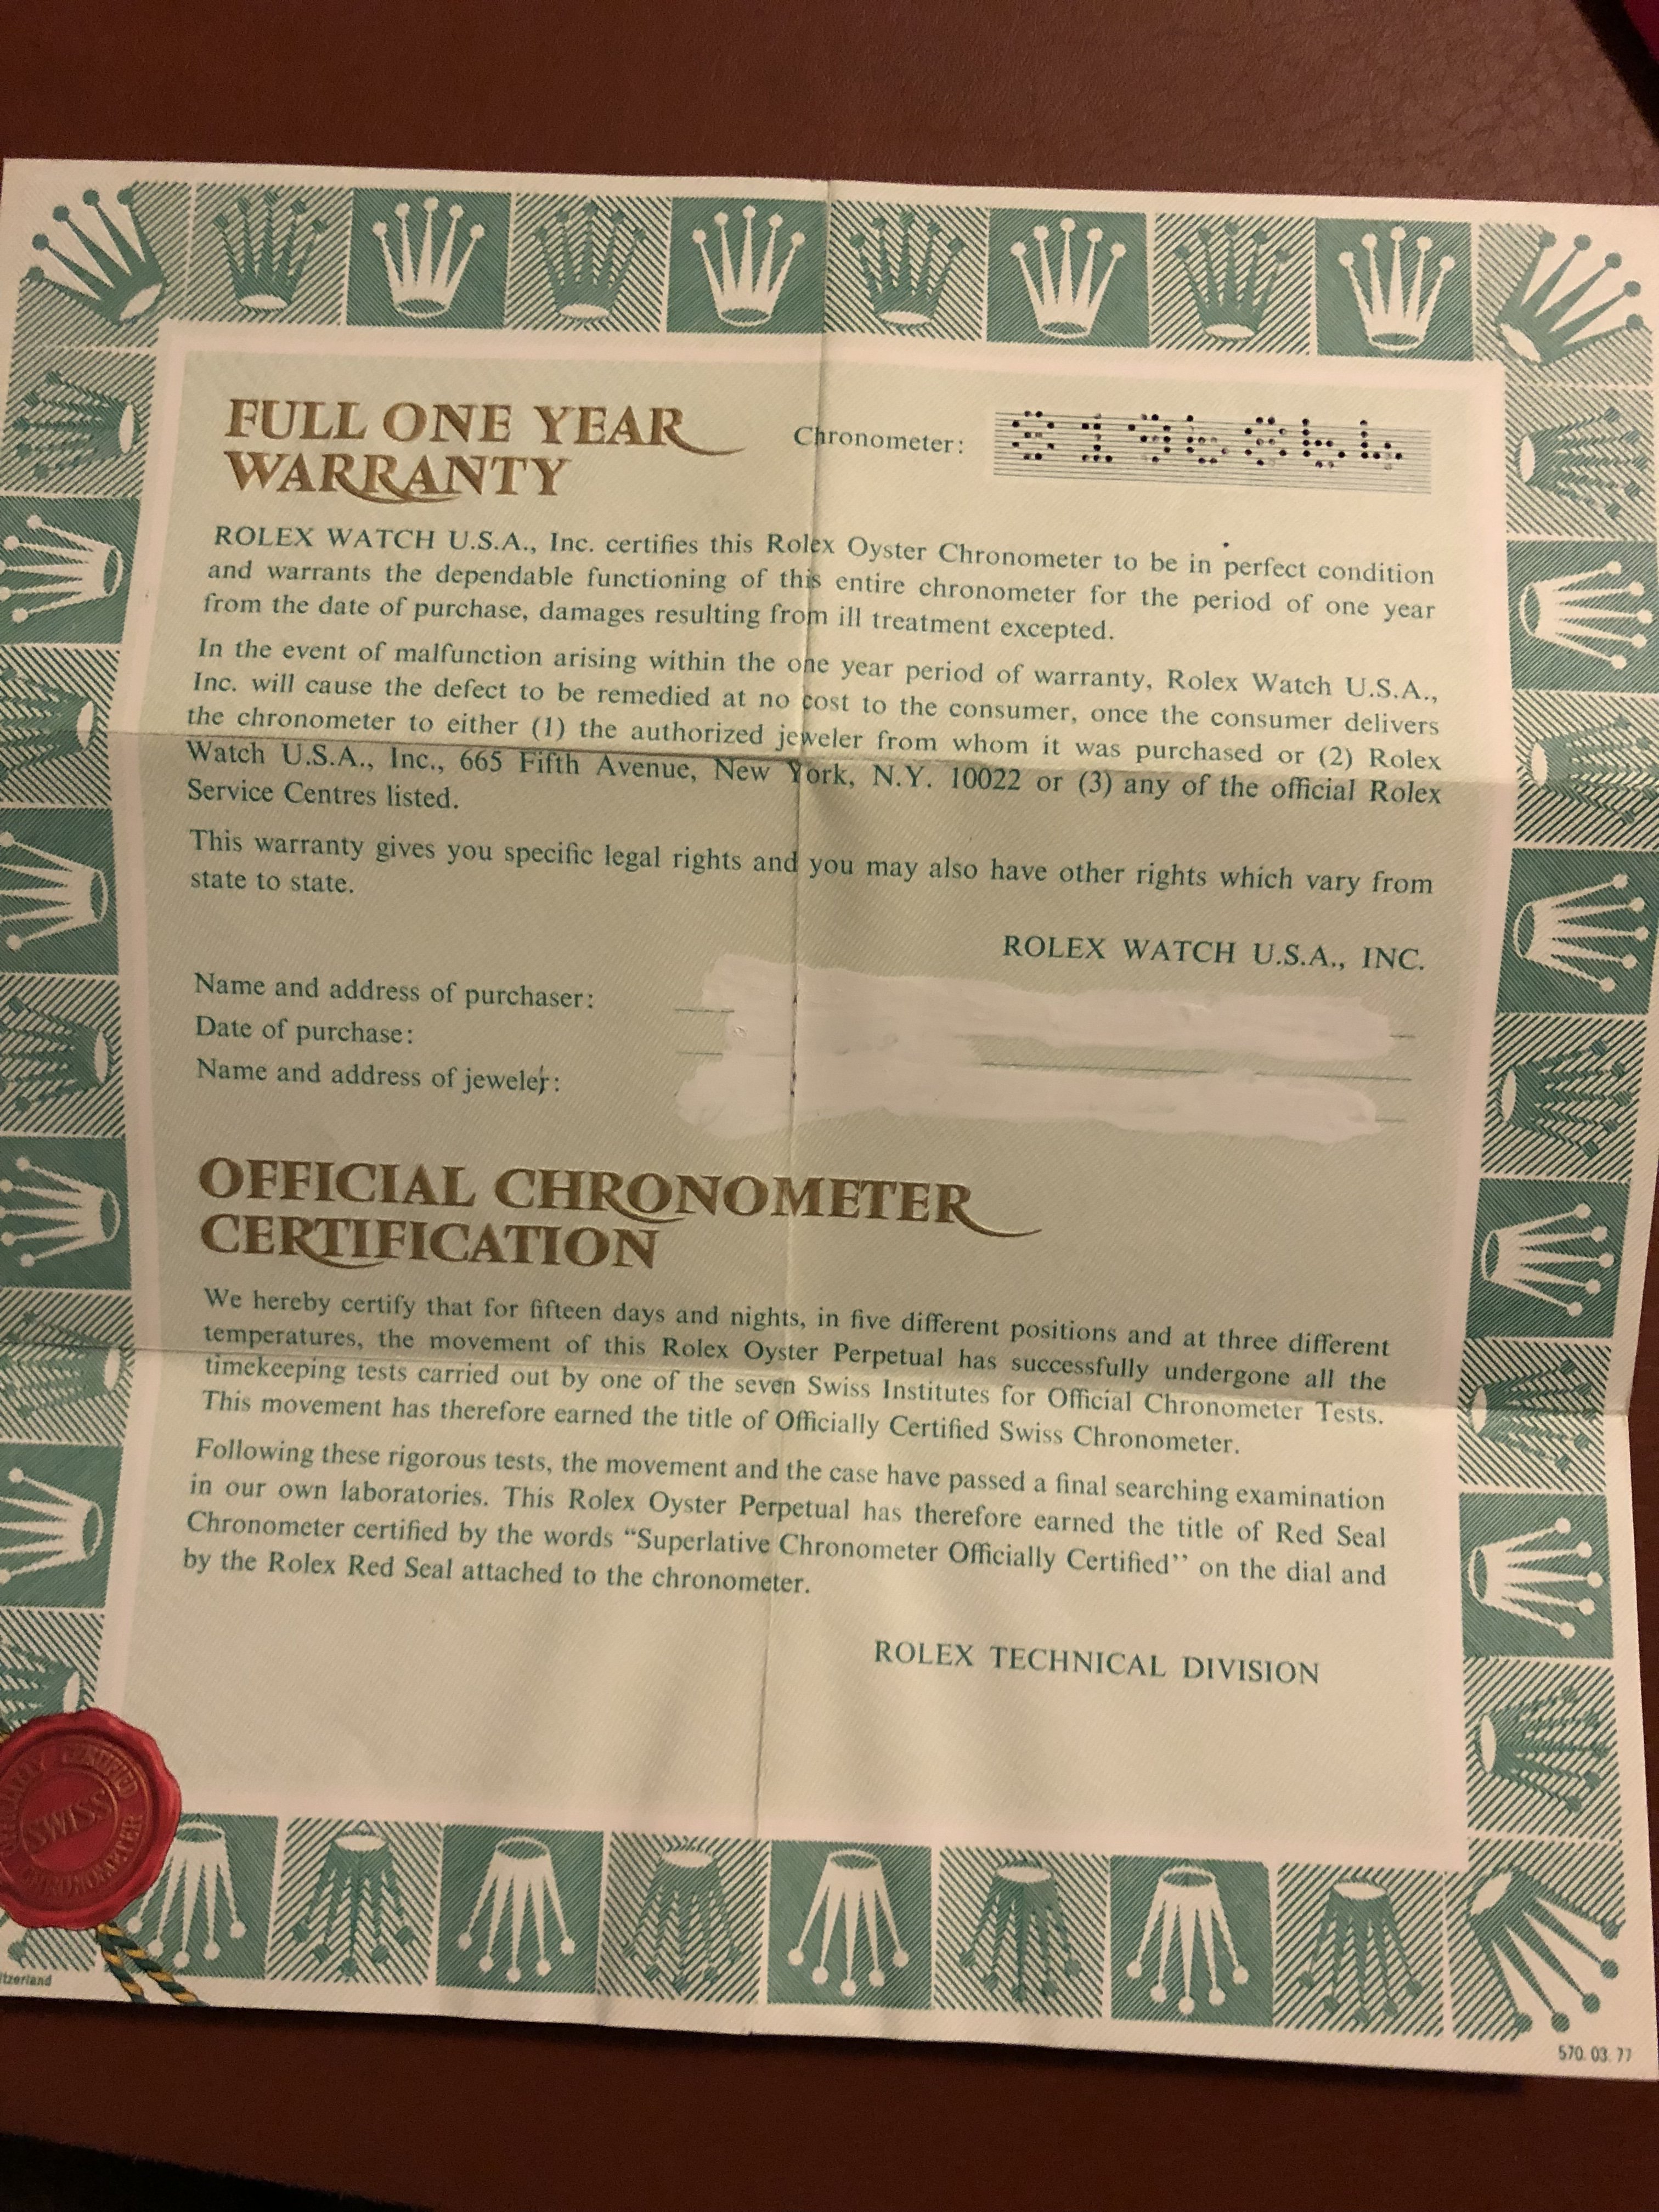 FULL ONE YEAR
WARRANTY
Chronometer:
ROLEX WATCH U.S.A., Inc. certifies this Rolex Oyster Chronometer to be in perfect condition
and warrants the dependable functioning of this entire chronometer for the period of one year
from the date of purchase, damages resulting from ill treatment excepted.
In the event of malfunction arising within the one year period of warranty, Rolex Watch U.S.A.,
Inc. will cause the defect to be remedied at no cost to the consumer, once the consumer delivers
the chronometer to either (1) the authorized jeweler from whom it was purchased or (2) Rolex
Watch U.S.A., Inc., 665 Fifth Avenue, New York, N.Y. 10022 or (3) any of the official Rolex
Service Centres listed.
This warranty gives you specific legal rights and you may also have other rights which vary from
state to state.
ROLEX WATCH U.S.A., INC.
Name and address of purchaser:
Date of purchase:
Name and address of jeweler:
OFFICIAL CHRONOMETER
CERTIFICATION
We hereby certify that for fifteen days and nights, in five different positions and at three different
temperatures, the movement of this Rolex Oyster Perpetual has successfully undergone all the
timekeeping tests carried out by one of the seven Swiss Institutes for Official Chronometer Tests.
This movement has therefore earned the title of Officially Certified Swiss Chronometer.
Following these rigorous tests, the movement and the case have passed a final searching examination
in our own laboratories. This Rolex Oyster Perpetual has therefore earned the title of Red Seal
Chronometer certified by the words “Superlative Chronometer Officially Certified’’ on the dial and
by the Rolex Red Seal attached to the chronometer.
ROLEX TECHNICAL DIVISION
CERTIFIED
SWISS
CHRONOMETER
itzerland
570. 03. 77